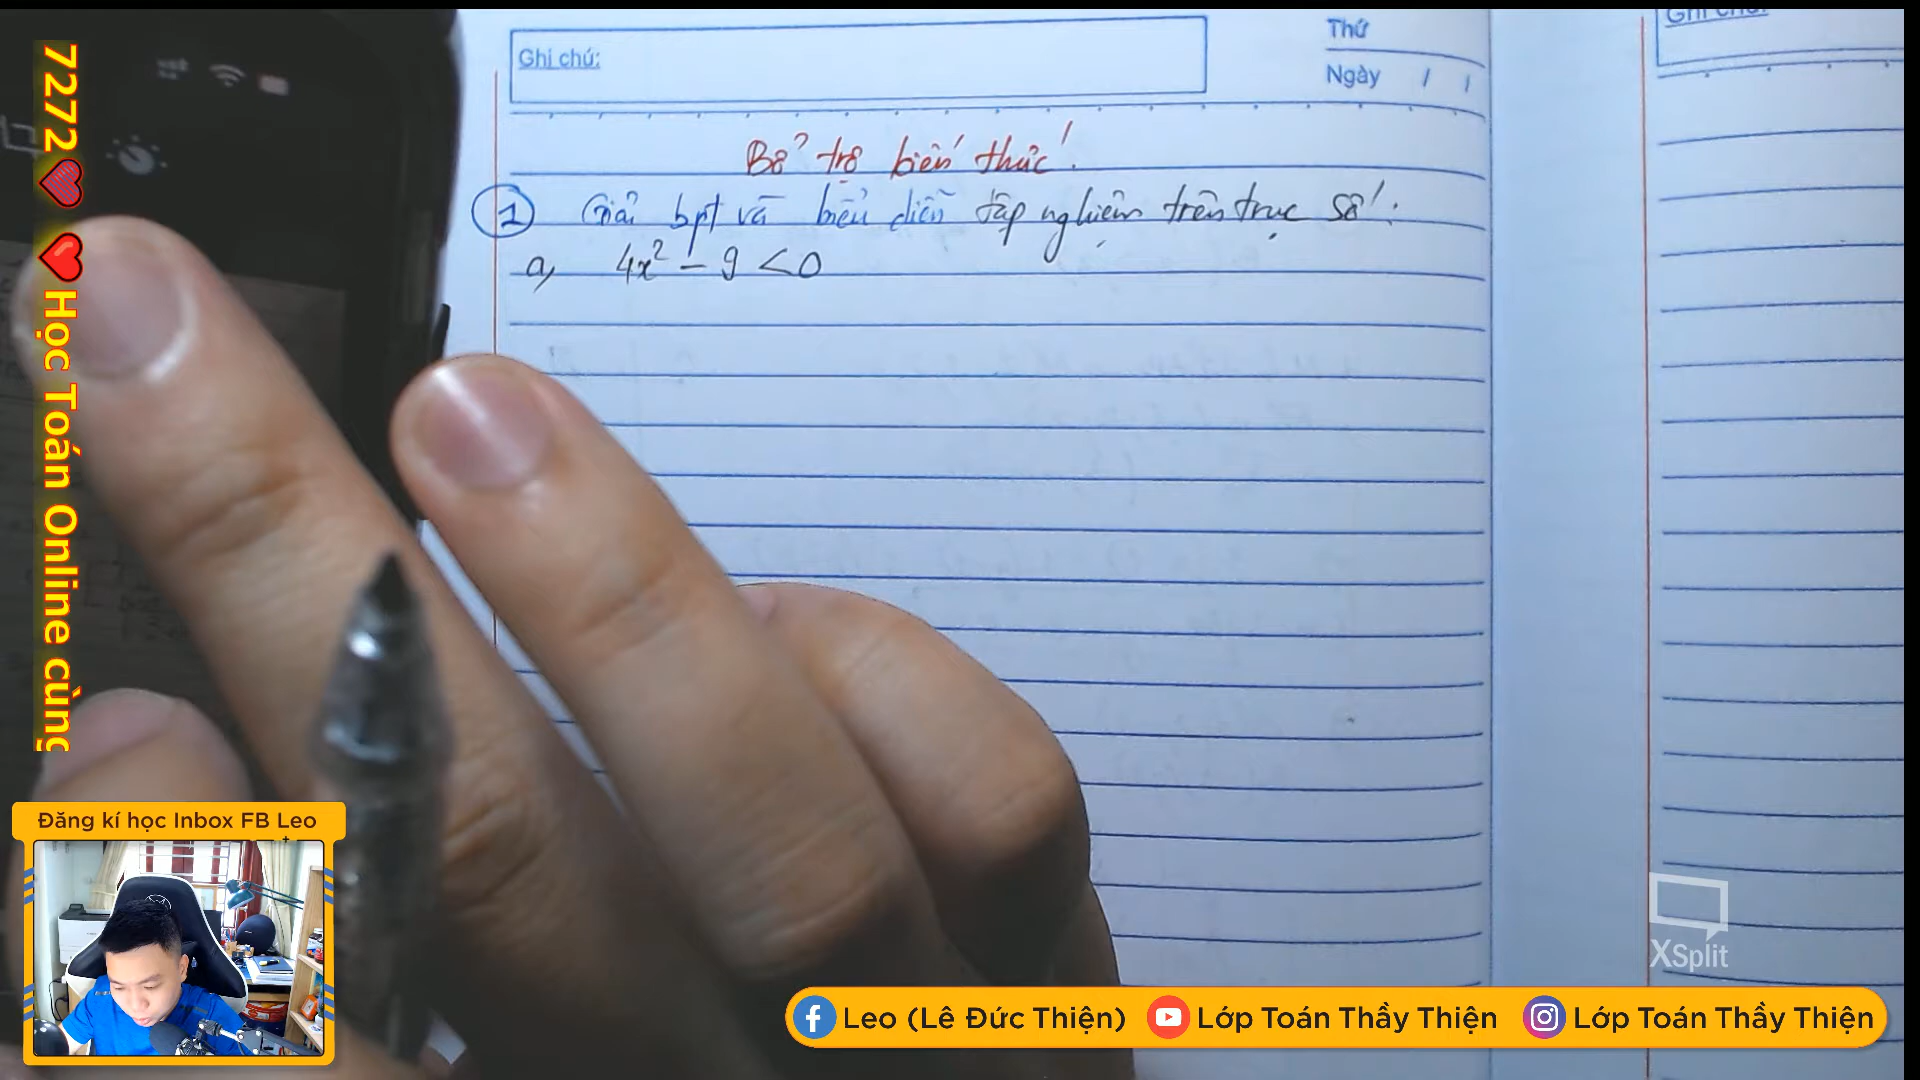 Ghi chú:
Thứ
Ngày / /
Ghi chú:
Bổ trợ kiến thức!
① Giải bpt và biểu diễn tập nghiệm trên trục số:
a, 4x² - 9 < 0
7272❤ ❤Học Toán Online cùng
Đăng kí học Inbox FB Leo
XSplit
Leo (Lê Đức Thiện) Lớp Toán Thầy Thiện Lớp Toán Thầy Thiện